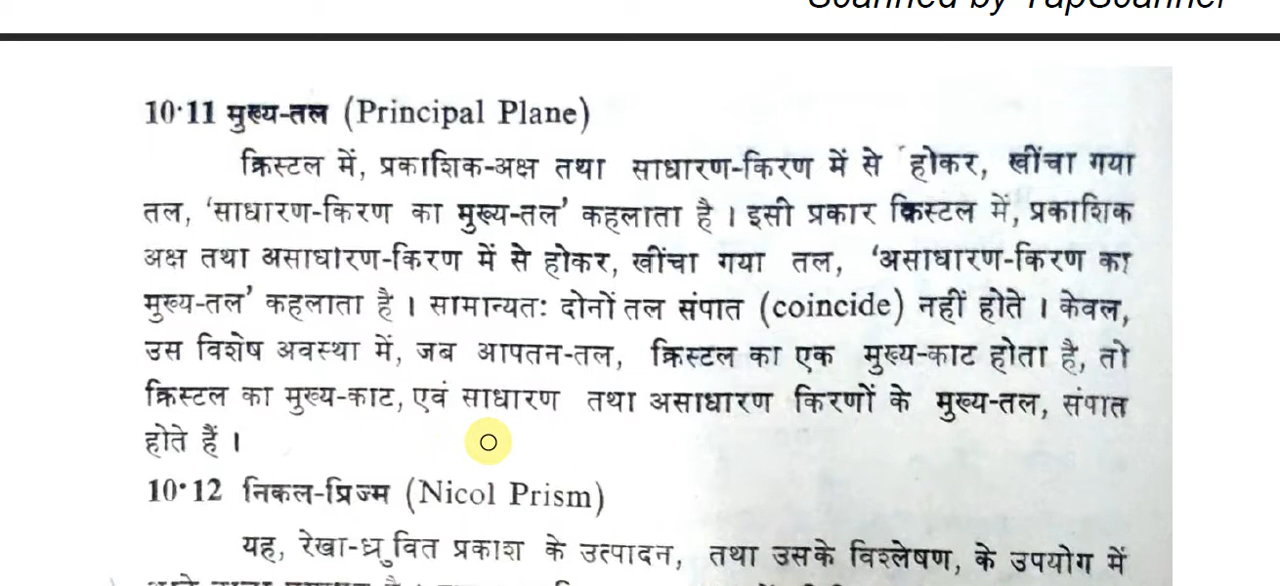 Scanned by TapScanner
10·11 मुख्य-तल (Principal Plane)
क्रिस्टल में, प्रकाशिक-अक्ष तथा साधारण-किरण में से होकर, खींचा गया
तल, ‘साधारण-किरण का मुख्य-तल’ कहलाता है । इसी प्रकार क्रिस्टल में, प्रकाशिक
अक्ष तथा असाधारण-किरण में से होकर, खींचा गया तल, ‘असाधारण-किरण का
मुख्य-तल’ कहलाता है । सामान्यतः दोनों तल संपात (coincide) नहीं होते । केवल,
उस विशेष अवस्था में, जब आपतन-तल, क्रिस्टल का एक मुख्य-काट होता है, तो
क्रिस्टल का मुख्य-काट, एवं साधारण तथा असाधारण किरणों के मुख्य-तल, संपात
होते हैं ।
10·12 निकल-प्रिज्म (Nicol Prism)
यह, रेखा-ध्रुवित प्रकाश के उत्पादन, तथा उसके विश्लेषण, के उपयोग में